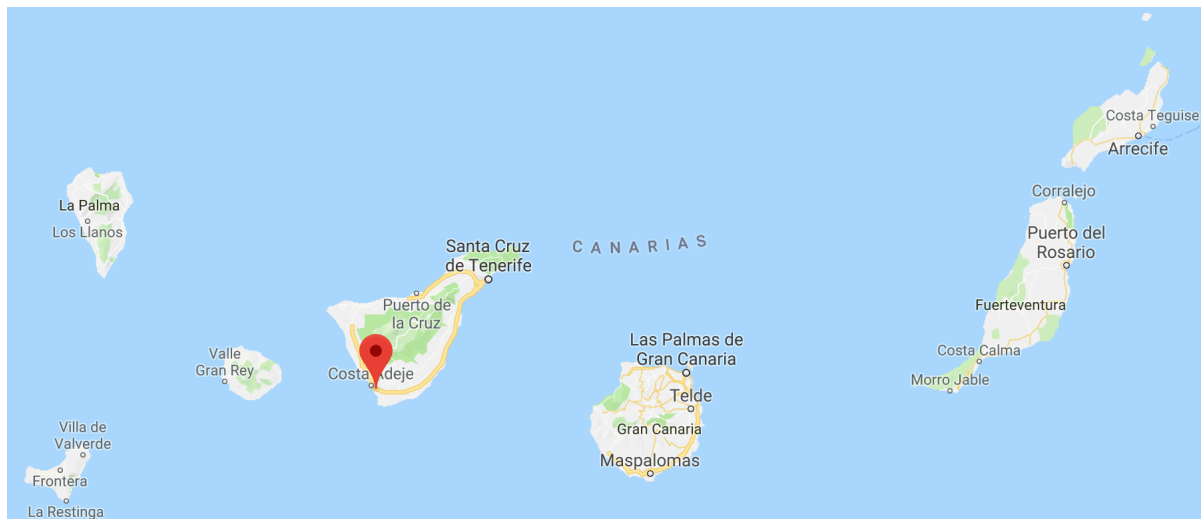 Costa Teguise
Arrecife
Corralejo
La Palma
Los Llanos
Puerto del
Rosario
CANARIAS
Santa Cruz
de Tenerife
Puerto de
la Cruz
Fuerteventura
Las Palmas de
Gran Canaria
Costa Calma
Valle
Gran Rey
Costa Adeje
Morro Jable
Telde
Gran Canaria
Villa de
Valverde
Maspalomas
Frontera
La Restinga